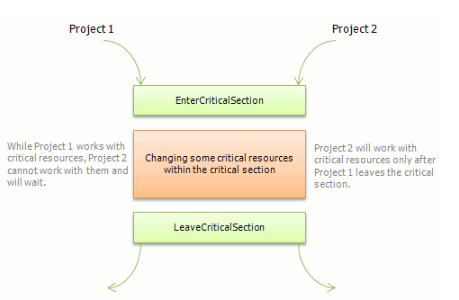 Project 1
Project 2
EnterCriticalSection
While Project 1 works with
critical resources, Project 2
cannot work with them and
will wait.
Changing some critical resources
within the critical section
Project 2 will work with
critical resources only after
Project 1 leaves the critical
section.
LeaveCriticalSection